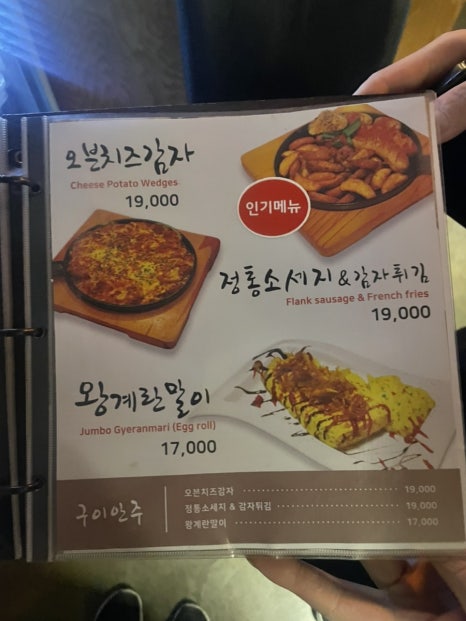 오븐치즈감자
Cheese Potato Wedges
19,000
인기메뉴
정통소세지 & 감자튀김
Flank sausage & French fries
19,000
왕계란말이
Jumbo Gyeranmari (Egg roll)
17,000
구이안주
오븐치즈감자 19,000
정통소세지 & 감자튀김 19,000
왕계란말이 17,000